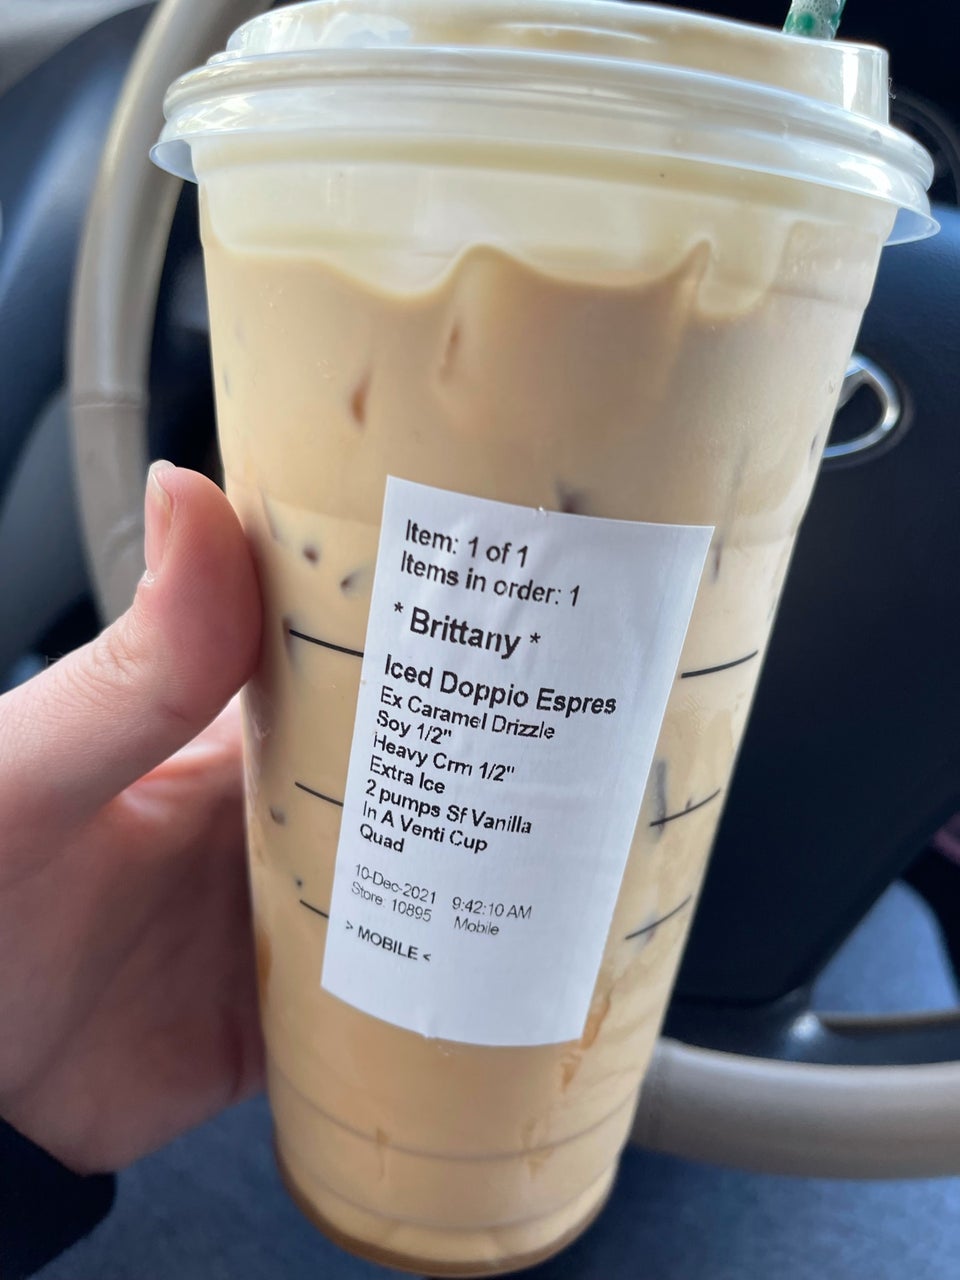 Item: 1 of 1
Items in order: 1
* Brittany *
Iced Doppio Espres
Ex Caramel Drizzle
Soy 1/2"
Heavy Crm 1/2"
Extra Ice
2 pumps Sf Vanilla
In A Venti Cup
Quad
10-Dec-2021 9:42:10 AM
Store: 10895 Mobile
> MOBILE <